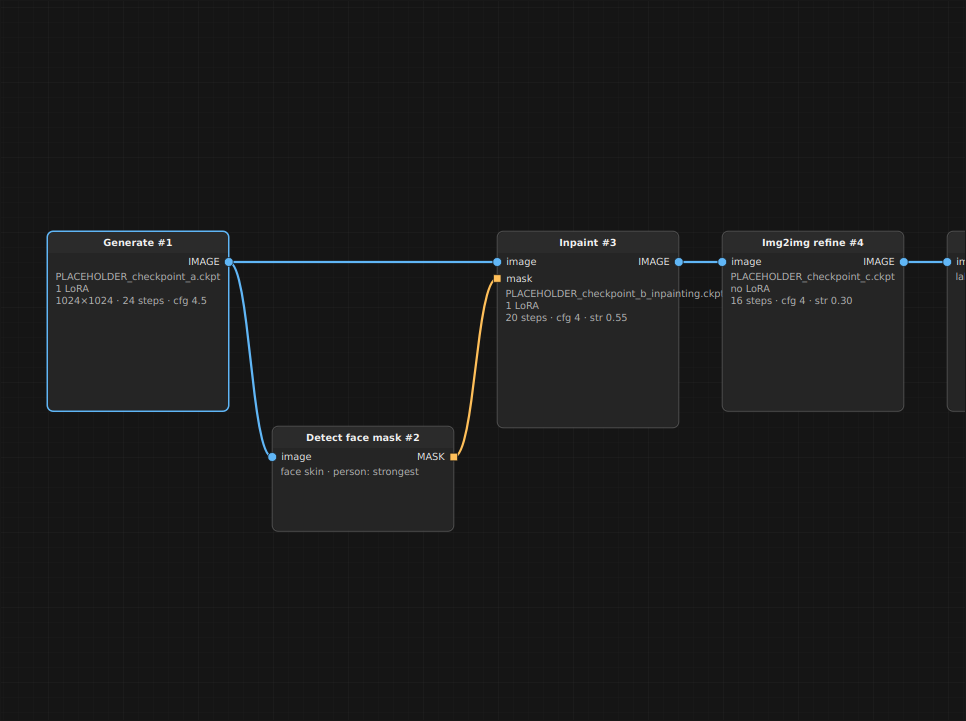 Generate #1
IMAGE
PLACEHOLDER_checkpoint_a.ckpt
1 LoRA
1024×1024 · 24 steps · cfg 4.5
Detect face mask #2
image MASK
face skin · person: strongest
Inpaint #3
image IMAGE
mask
PLACEHOLDER_checkpoint_b_inpainting.ckpt
1 LoRA
20 steps · cfg 4 · str 0.55
Img2img refine #4
image IMAGE
PLACEHOLDER_checkpoint_c.ckpt
no LoRA
16 steps · cfg 4 · str 0.30